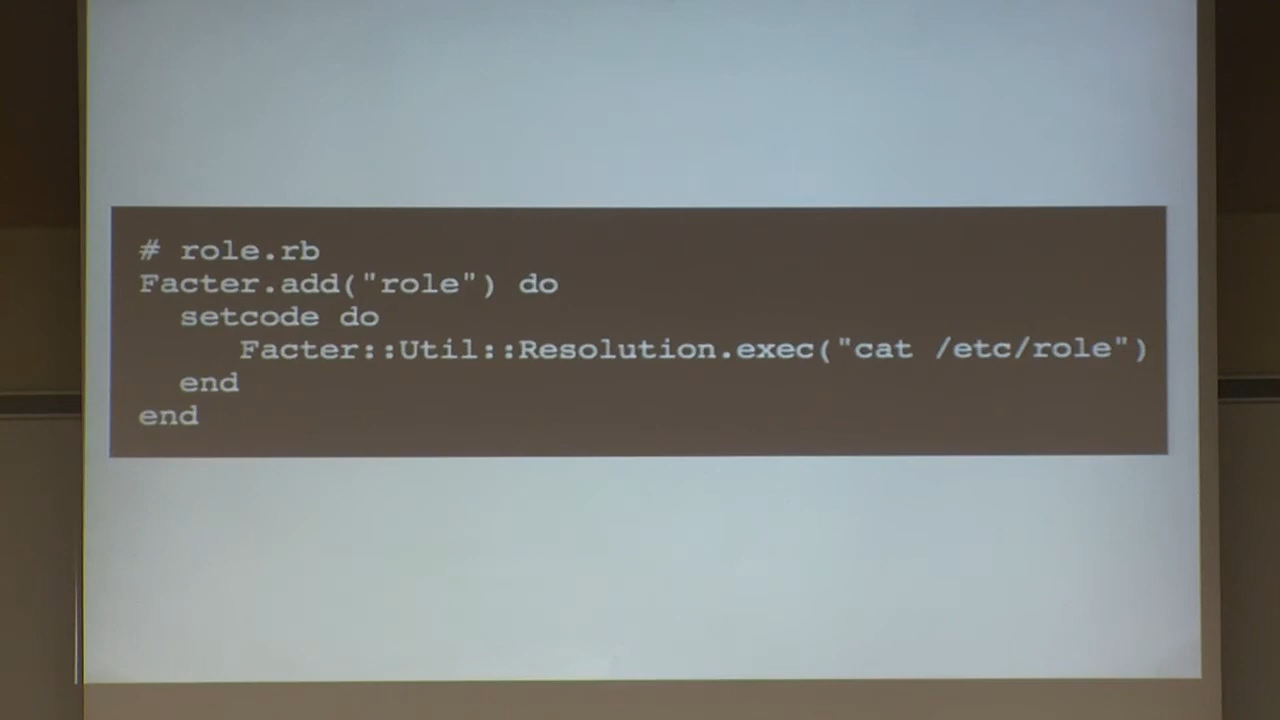 # role.rb
Facter.add("role") do
  setcode do
     Facter::Util::Resolution.exec("cat /etc/role")
  end
end